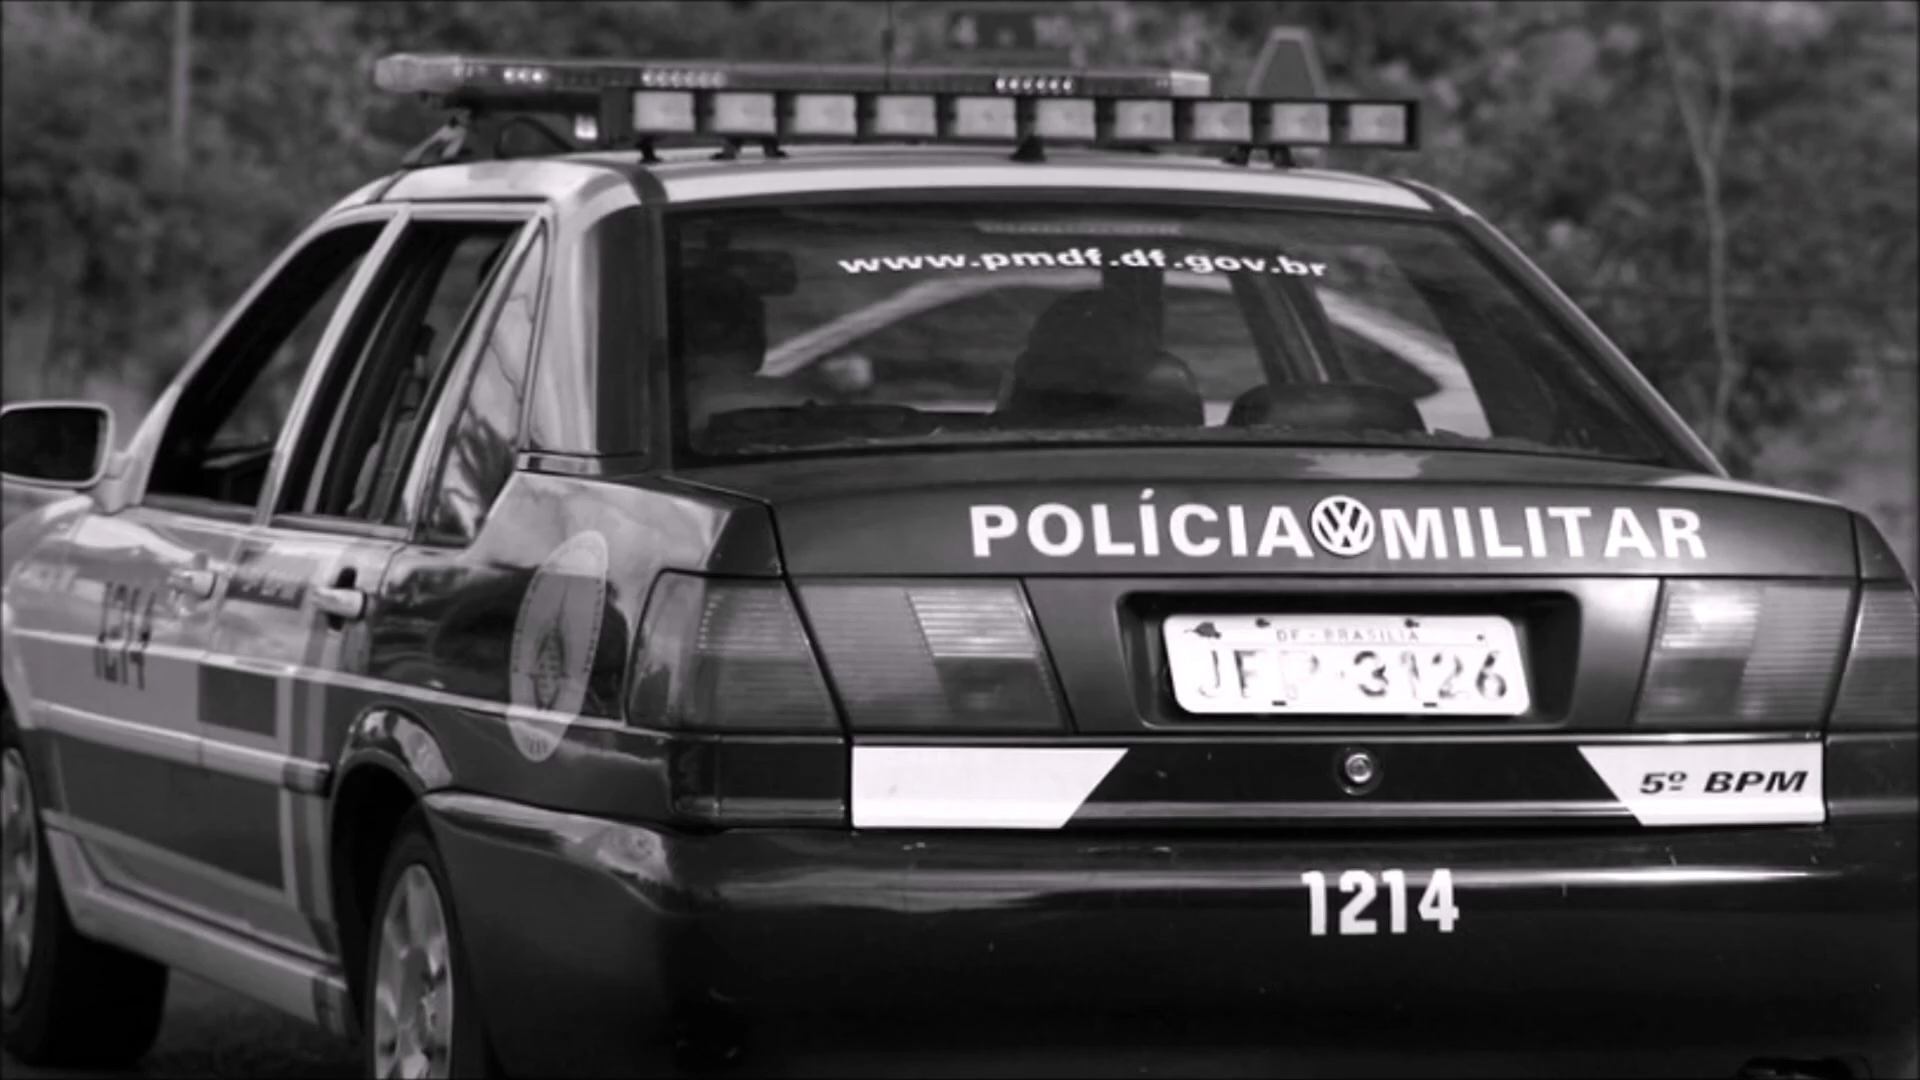 www.pmdf.df.gov.br
POLÍCIA MILITAR
DF - BRASILIA
3126
5º BPM
1214
1214